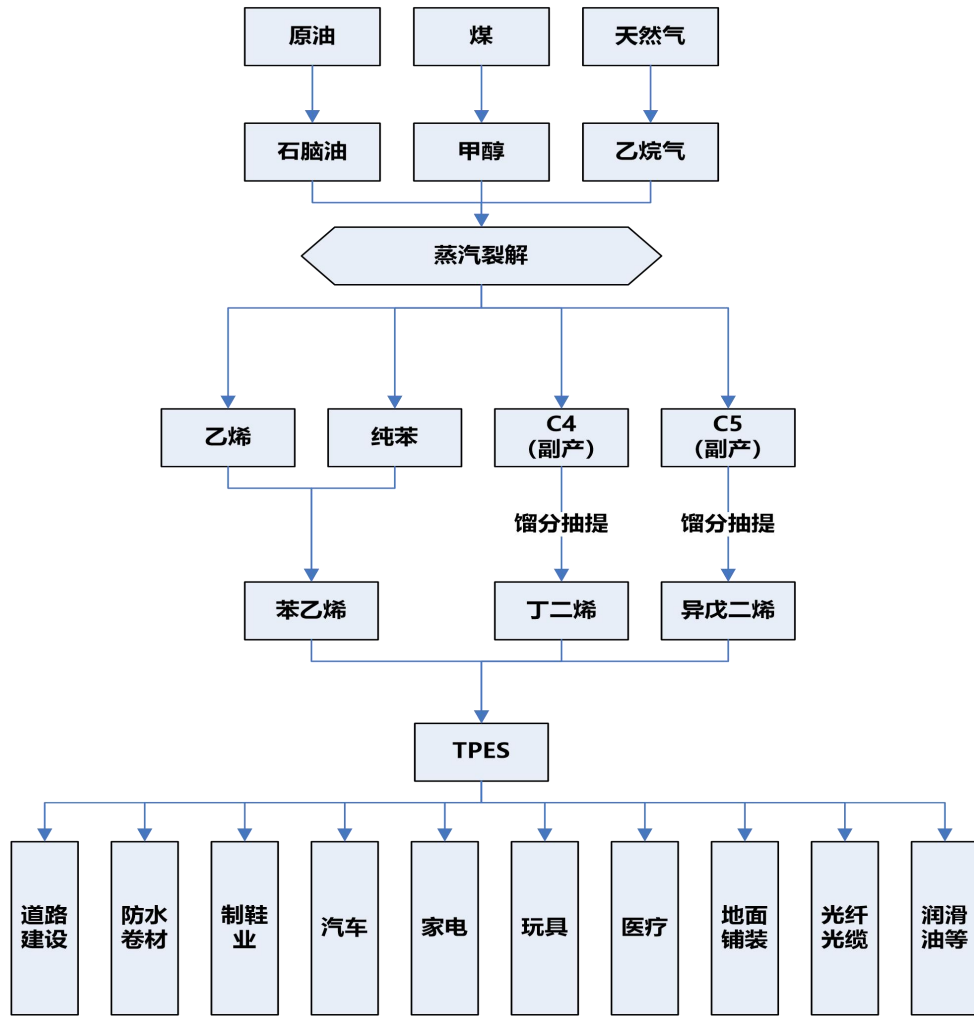 原油
煤
天然气
石脑油
甲醇
乙烷气
蒸汽裂解
乙烯
纯苯
C4
（副产）
C5
（副产）
馏分抽提
馏分抽提
苯乙烯
丁二烯
异戊二烯
TPES
道路
建设
防水
卷材
制鞋
业
汽车
家电
玩具
医疗
地面
铺装
光纤
光缆
润滑
油等